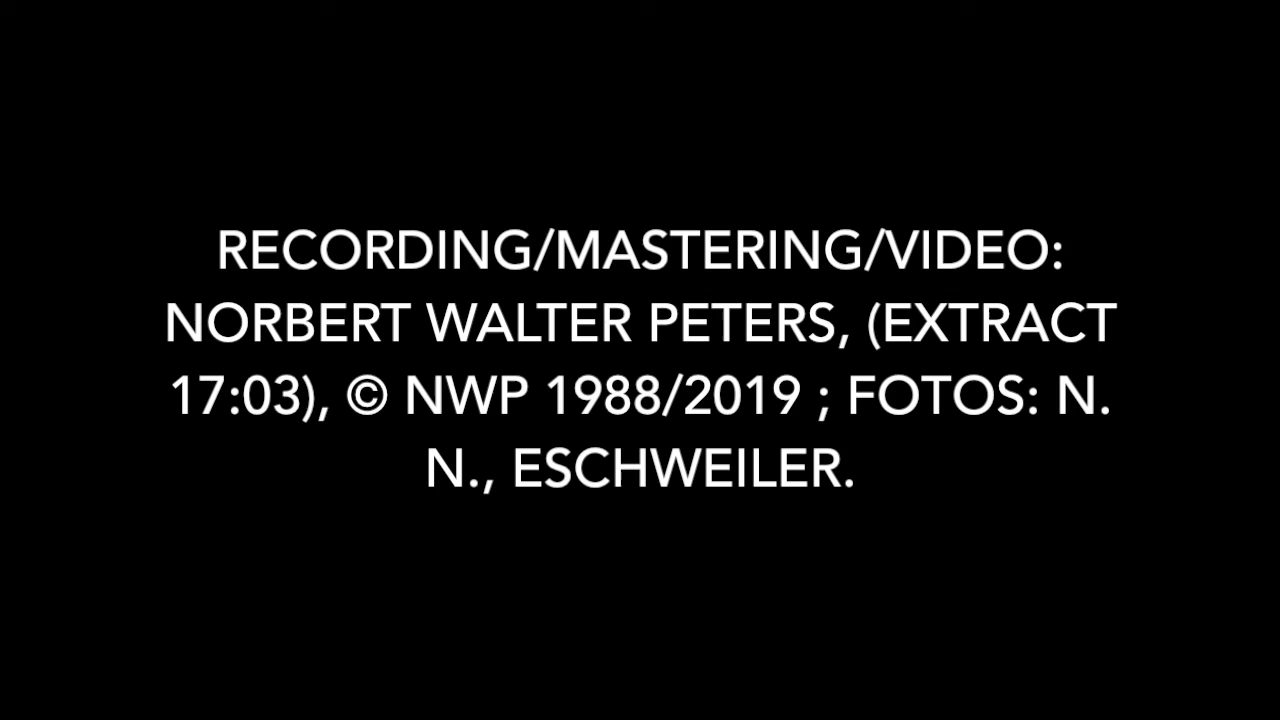 RECORDING/MASTERING/VIDEO:
NORBERT WALTER PETERS, (EXTRACT
17:03), © NWP 1988/2019 ; FOTOS: N.
N., ESCHWEILER.